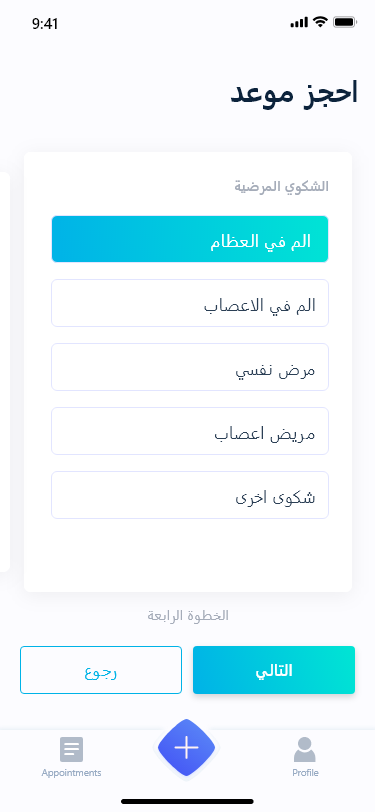 9:41
احجز موعد
الشكوي المرضية
الم في العظام
الم في الاعصاب
مرض نفسي
مريض اعصاب
شكوى اخرى
الخطوة الرابعة
التالي
رجوع
Appointments
Profile